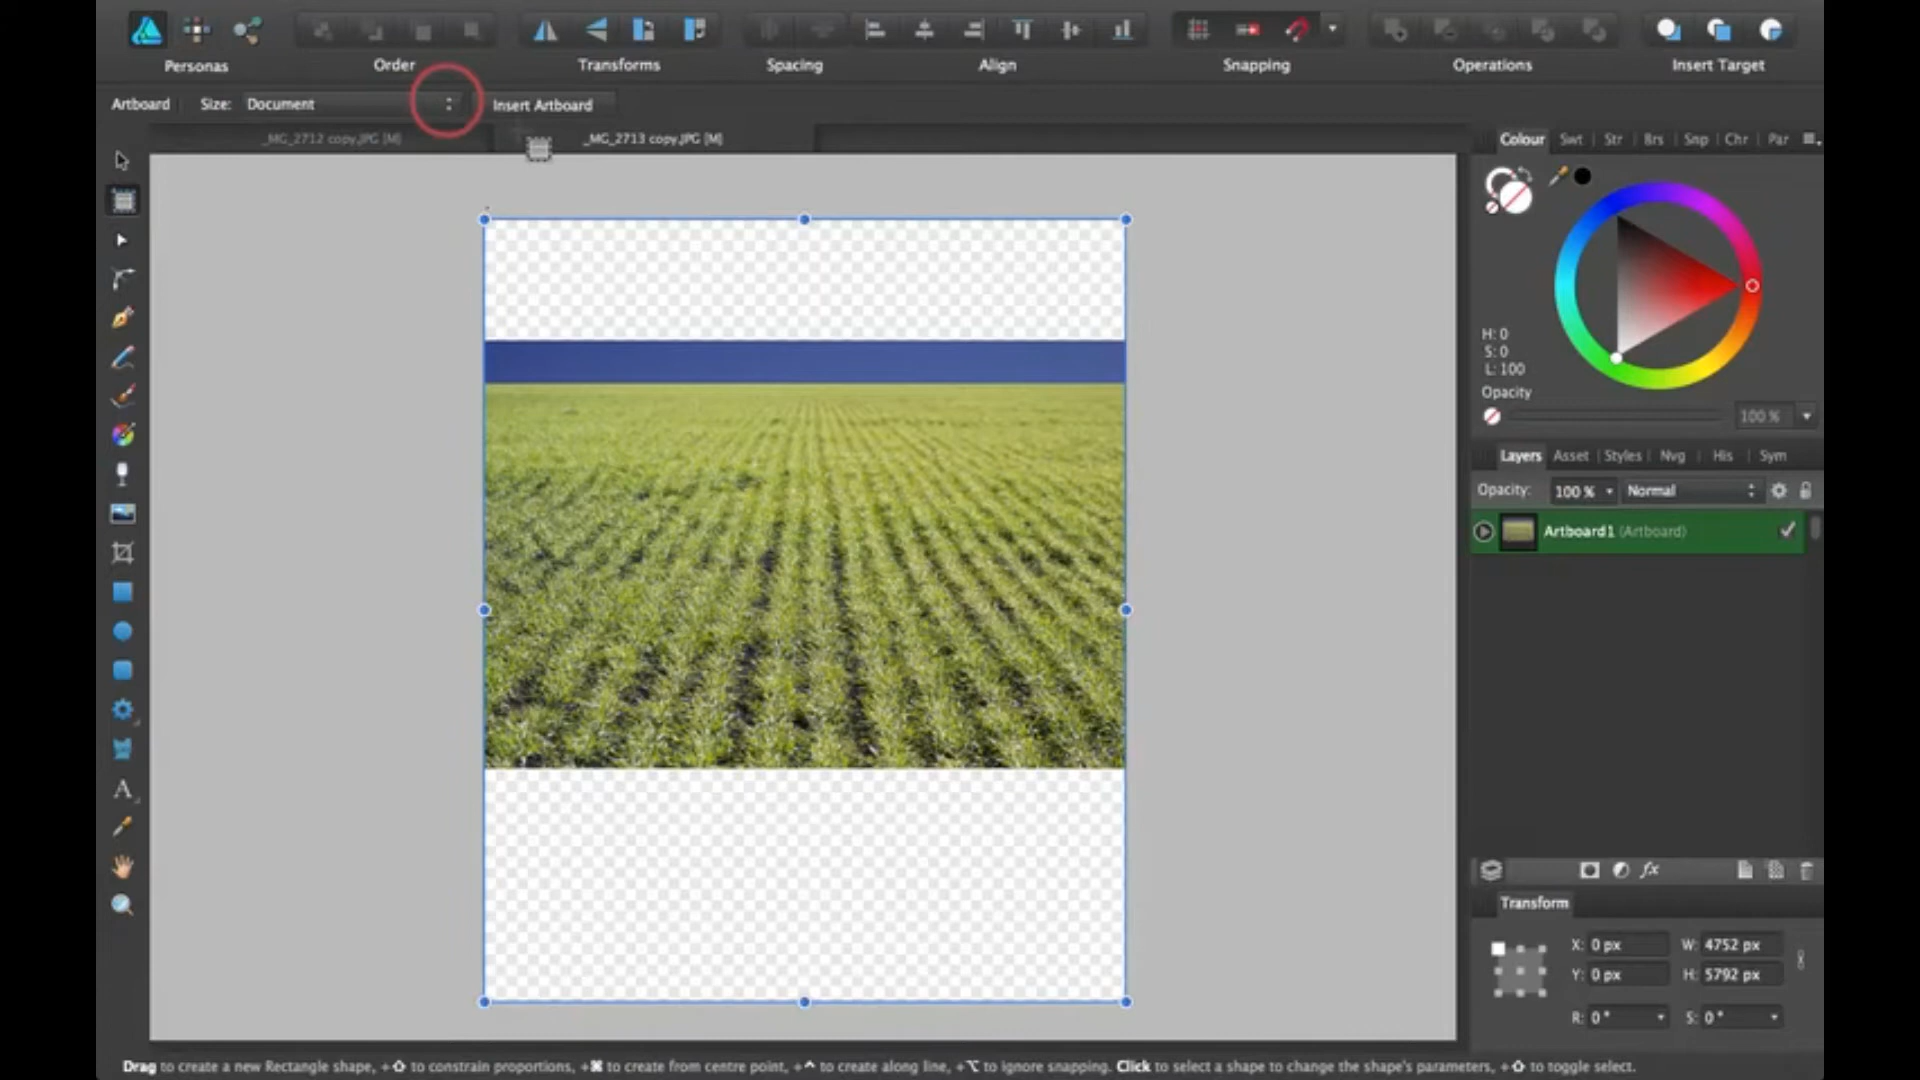 Personas Order Transforms Spacing Align Snapping Operations Insert Target
Artboard Size: Document Insert Artboard
_MG_2712 copy.JPG [M] _MG_2713 copy.JPG [M]
Colour Swt Str Brs Snp Chr Par
H: 0
S: 0
L: 100
Opacity
100 %
Layers Asset Styles Nvg His Sym
Opacity: 100 % Normal
Artboard1 (Artboard)
fx
Transform
X: 0 px W: 4752 px
Y: 0 px H: 5792 px
R: 0 ° S: 0 °
A
Drag to create a new Rectangle shape, +⇧ to constrain proportions, +⌘ to create from centre point, +^ to create along line, +⌥ to ignore snapping. Click to select a shape to change the shape's parameters, +⇧ to toggle select.